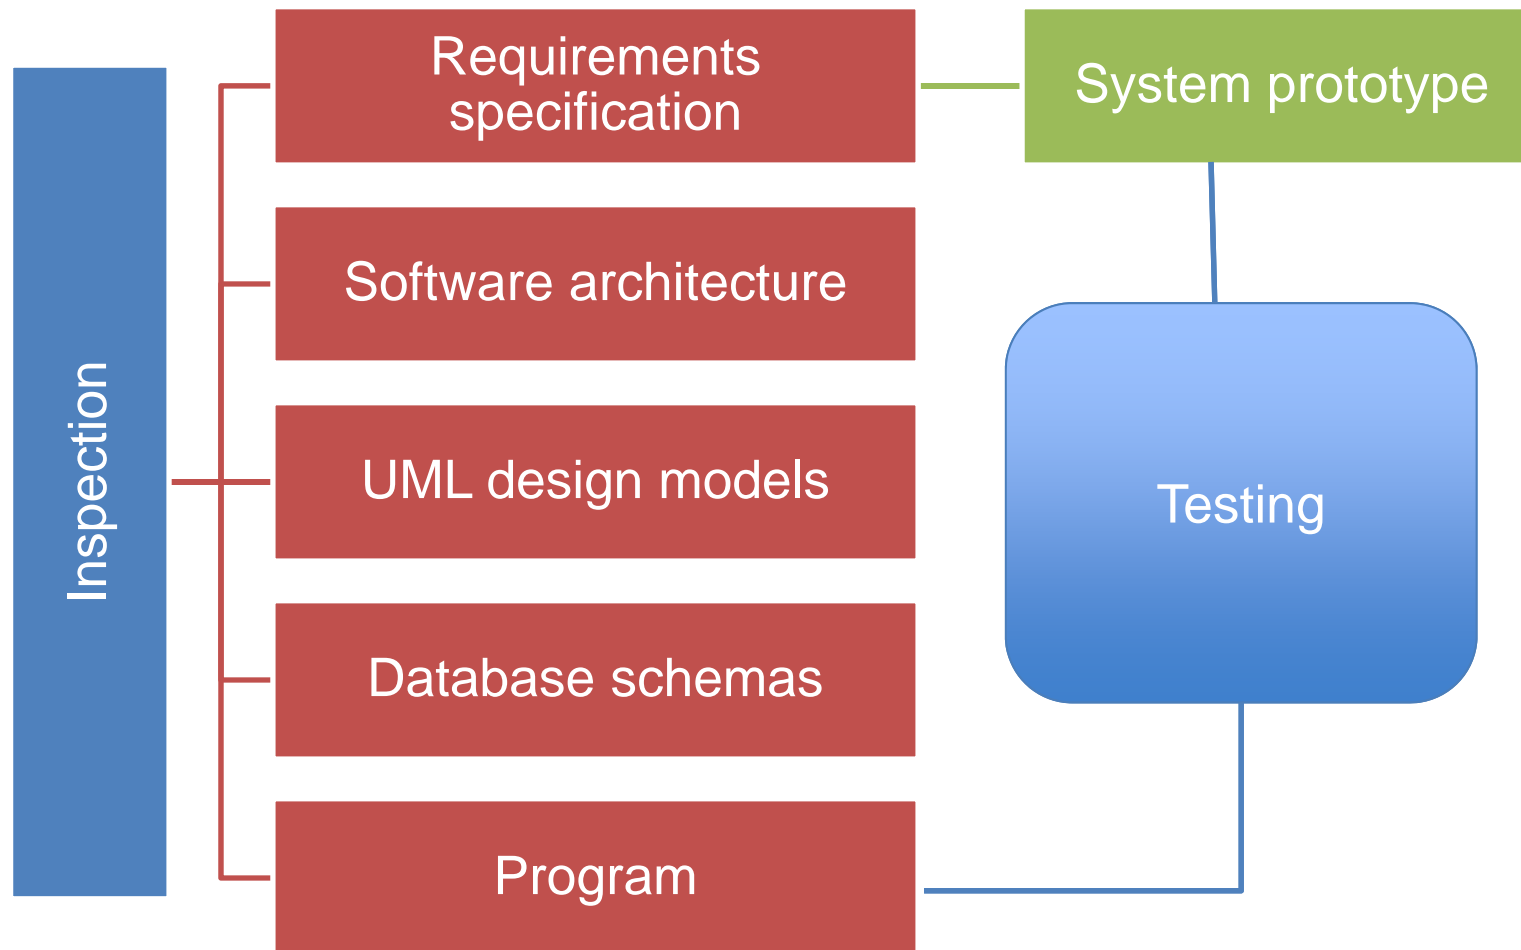 Inspection
Requirements
specification
System prototype
Software architecture
UML design models
Testing
Database schemas
Program